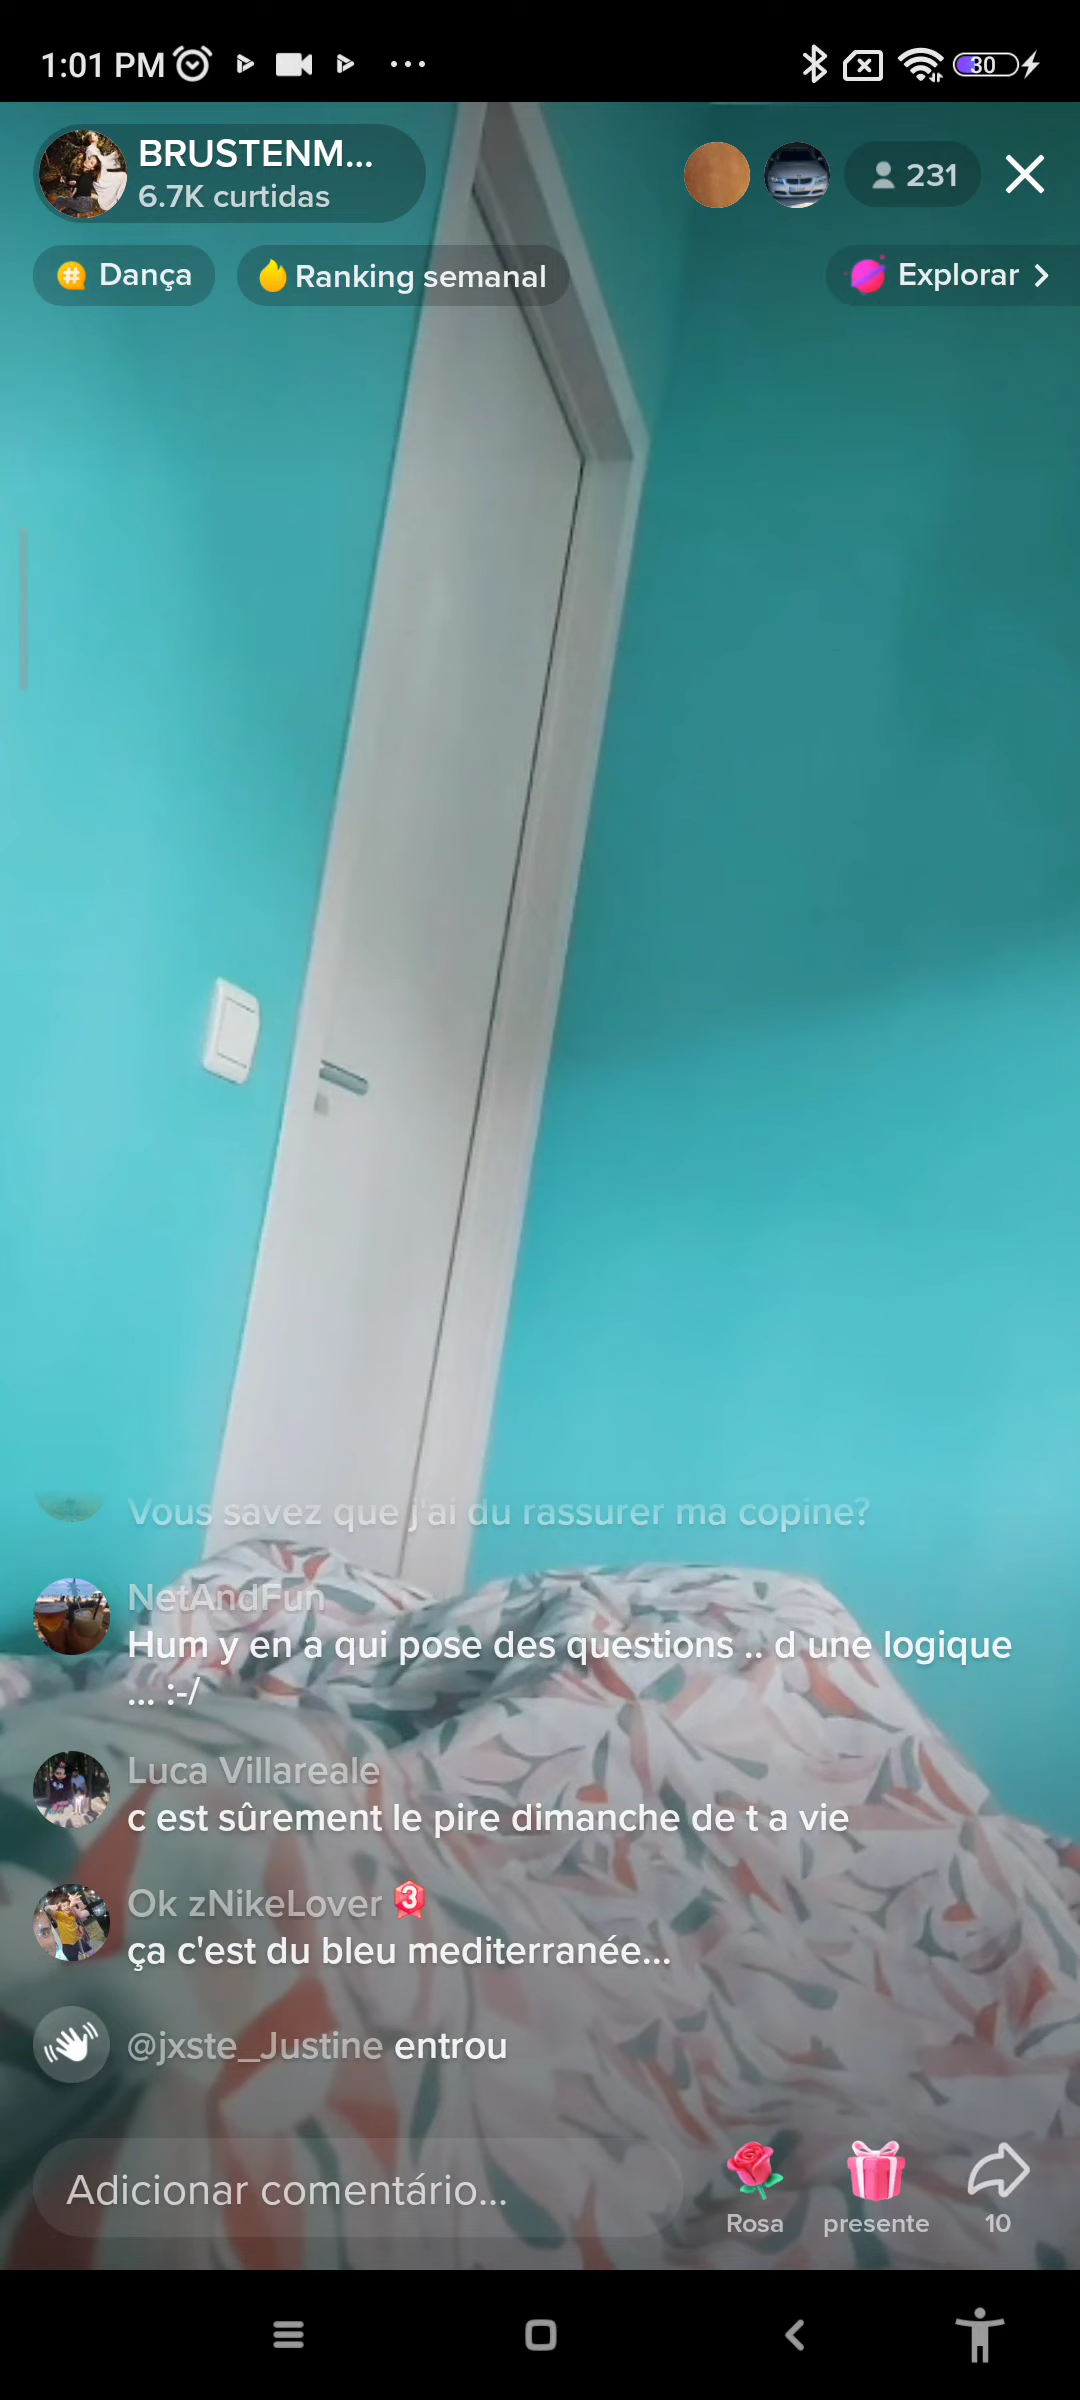 1:01 PM
30
BRUSTENM...
6.7K curtidas
231
Dança
Ranking semanal
Explorar
Vous savez que j'ai du rassurer ma copine?
NetAndFun
Hum y en a qui pose des questions .. d une logique
... :-/
Luca Villareale
c est sûrement le pire dimanche de t a vie
Ok zNikeLover 3
ça c'est du bleu mediterranée...
@jxste_Justine entrou
Adicionar comentário...
Rosa
presente
10